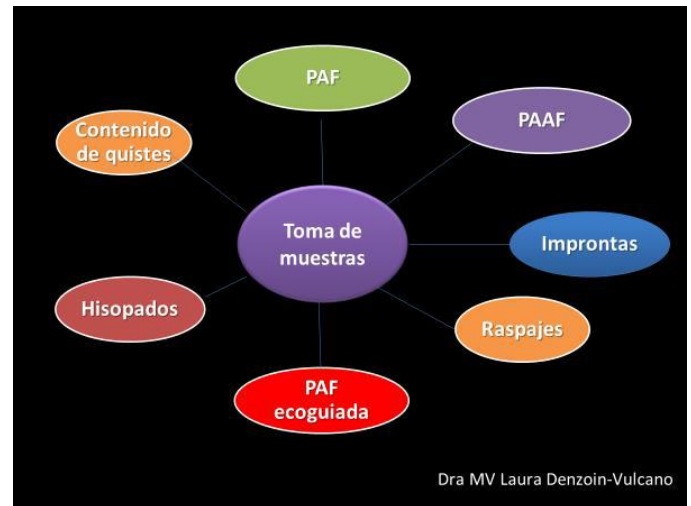 PAF
PAAF
Contenido
de quistes
Toma de
muestras
Improntas
Hisopados
Raspajes
PAF
ecoguiada
Dra MV Laura Denzoin-Vulcano